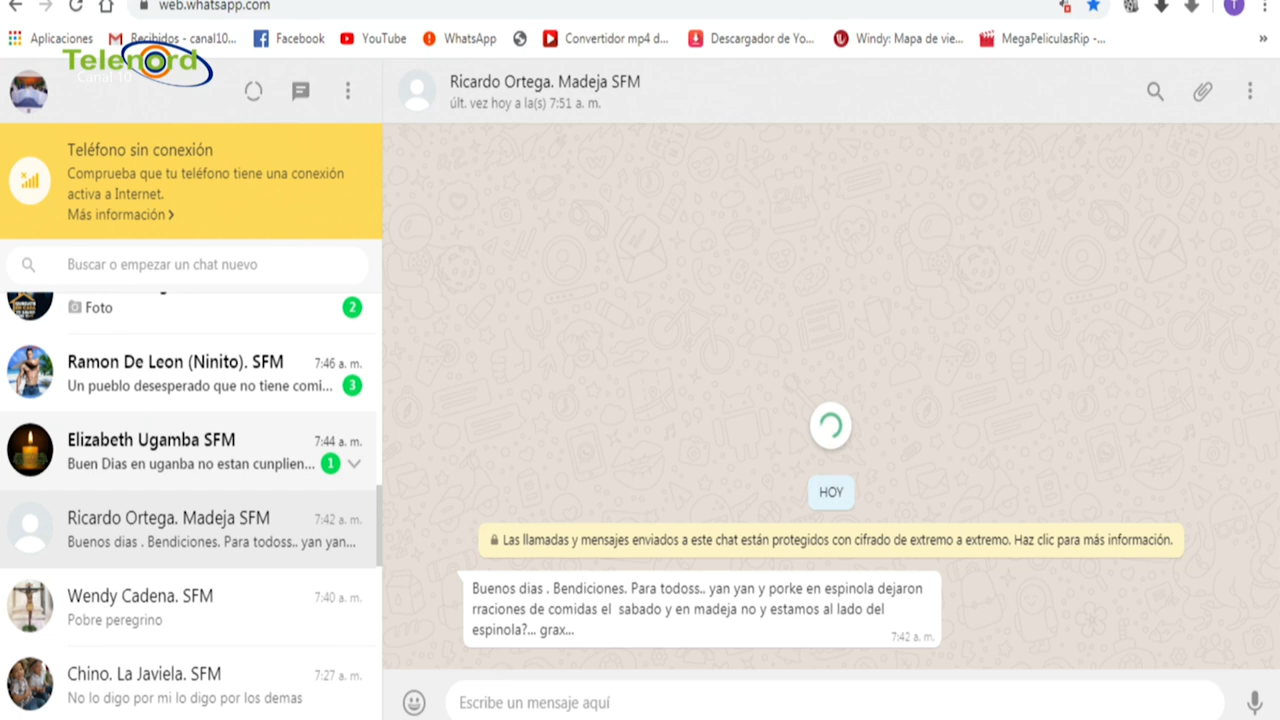 web.whatsapp.com
Aplicaciones
Recibidos - canal10...
Facebook
YouTube
WhatsApp
Convertidor mp4 d...
Descargador de Yo...
Windy: Mapa de vie...
MegaPeliculasRip -...
»
T
Telenord
Canal 10
Teléfono sin conexión
Comprueba que tu teléfono tiene una conexión
activa a Internet.
Más información >
Buscar o empezar un chat nuevo
Foto
2
Ramon De Leon (Ninito). SFM
7:46 a. m.
Un pueblo desesperado que no tiene comi...
3
Elizabeth Ugamba SFM
7:44 a. m.
Buen Dias en uganba no estan cunplien...
1
Ricardo Ortega. Madeja SFM
7:42 a. m.
Buenos dias . Bendiciones. Para todoss.. yan yan...
Wendy Cadena. SFM
7:40 a. m.
Pobre peregrino
Chino. La Javiela. SFM
7:27 a. m.
No lo digo por mi lo digo por los demas
Ricardo Ortega. Madeja SFM
últ. vez hoy a la(s) 7:51 a. m.
HOY
Las llamadas y mensajes enviados a este chat están protegidos con cifrado de extremo a extremo. Haz clic para más información.
Buenos dias . Bendiciones. Para todoss.. yan yan y porke en espinola dejaron
rraciones de comidas el sabado y en madeja no y estamos al lado del
espinola?... grax...
7:42 a. m.
Escribe un mensaje aquí